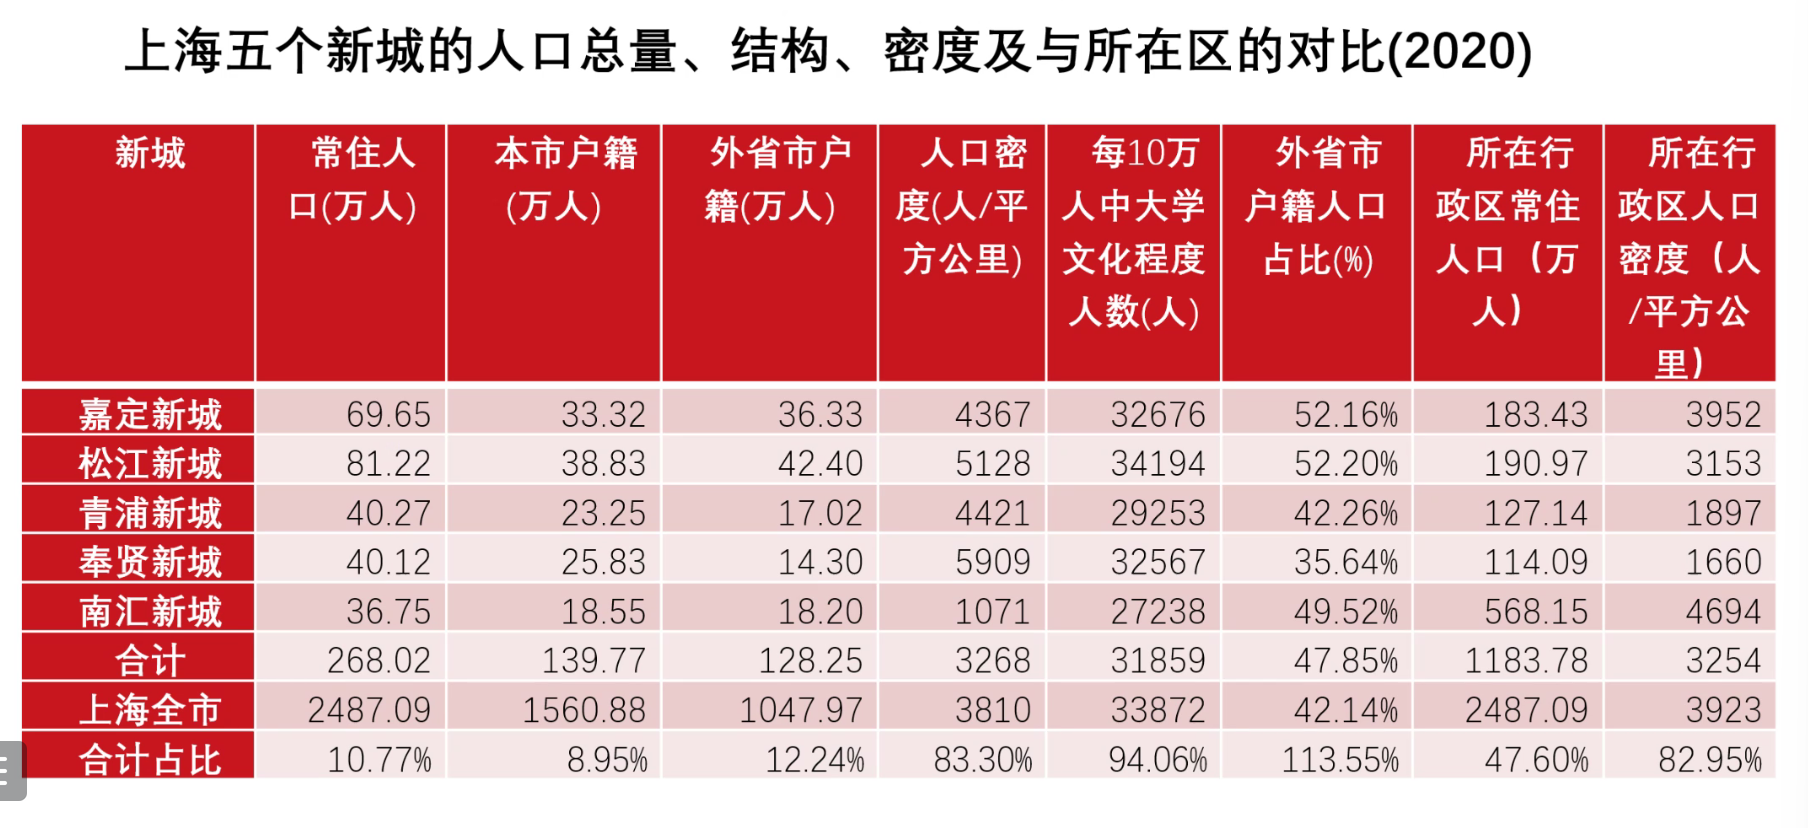 上海五个新城的人口总量、结构、密度及与所在区的对比(2020)
新城 常住人口(万人) 本市户籍(万人) 外省市户籍(万人) 人口密度(人/平方公里) 每10万人中大学文化程度人数(人) 外省市户籍人口占比(%) 所在行政区常住人口（万人） 所在行政区人口密度（人/平方公里）
嘉定新城 69.65 33.32 36.33 4367 32676 52.16% 183.43 3952
松江新城 81.22 38.83 42.40 5128 34194 52.20% 190.97 3153
青浦新城 40.27 23.25 17.02 4421 29253 42.26% 127.14 1897
奉贤新城 40.12 25.83 14.30 5909 32567 35.64% 114.09 1660
南汇新城 36.75 18.55 18.20 1071 27238 49.52% 568.15 4694
合计 268.02 139.77 128.25 3268 31859 47.85% 1183.78 3254
上海全市 2487.09 1560.88 1047.97 3810 33872 42.14% 2487.09 3923
合计占比 10.77% 8.95% 12.24% 83.30% 94.06% 113.55% 47.60% 82.95%